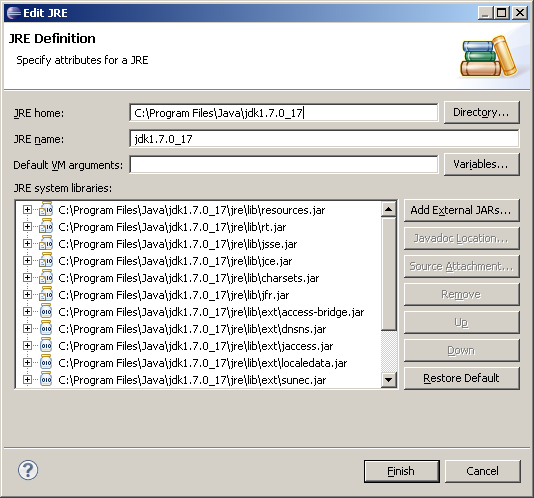 Edit JRE
JRE Definition
Specify attributes for a JRE
JRE home:
C:\Program Files\Java\jdk1.7.0_17
Directory...
JRE name:
jdk1.7.0_17
Default VM arguments:
Variables...
JRE system libraries:
C:\Program Files\Java\jdk1.7.0_17\jre\lib\resources.jar
C:\Program Files\Java\jdk1.7.0_17\jre\lib\rt.jar
C:\Program Files\Java\jdk1.7.0_17\jre\lib\jsse.jar
C:\Program Files\Java\jdk1.7.0_17\jre\lib\jce.jar
C:\Program Files\Java\jdk1.7.0_17\jre\lib\charsets.jar
C:\Program Files\Java\jdk1.7.0_17\jre\lib\jfr.jar
C:\Program Files\Java\jdk1.7.0_17\jre\lib\ext\access-bridge.jar
C:\Program Files\Java\jdk1.7.0_17\jre\lib\ext\dnsns.jar
C:\Program Files\Java\jdk1.7.0_17\jre\lib\ext\jaccess.jar
C:\Program Files\Java\jdk1.7.0_17\jre\lib\ext\localedata.jar
C:\Program Files\Java\jdk1.7.0_17\jre\lib\ext\sunec.jar
Add External JARs...
Javadoc Location...
Source Attachment...
Remove
Up
Down
Restore Default
?
Finish
Cancel